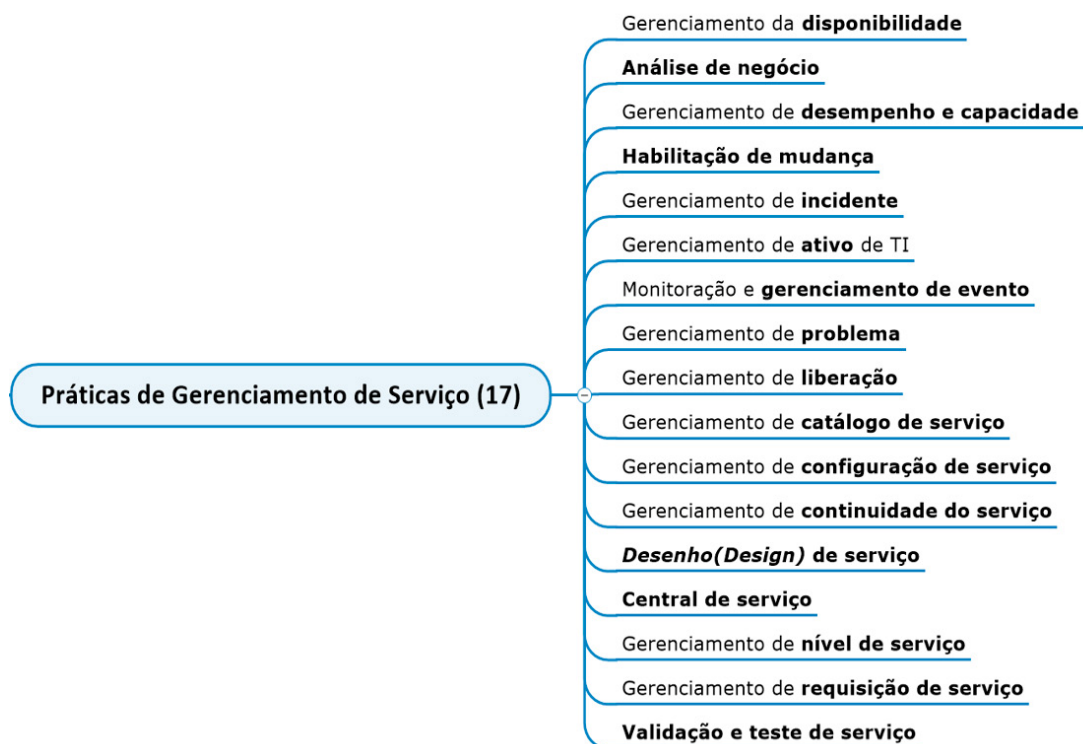 Gerenciamento da disponibilidade
Análise de negócio
Gerenciamento de desempenho e capacidade
Habilitação de mudança
Gerenciamento de incidente
Gerenciamento de ativo de TI
Monitoração e gerenciamento de evento
Gerenciamento de problema
Práticas de Gerenciamento de Serviço (17)
Gerenciamento de liberação
Gerenciamento de catálogo de serviço
Gerenciamento de configuração de serviço
Gerenciamento de continuidade do serviço
Desenho(Design) de serviço
Central de serviço
Gerenciamento de nível de serviço
Gerenciamento de requisição de serviço
Validação e teste de serviço